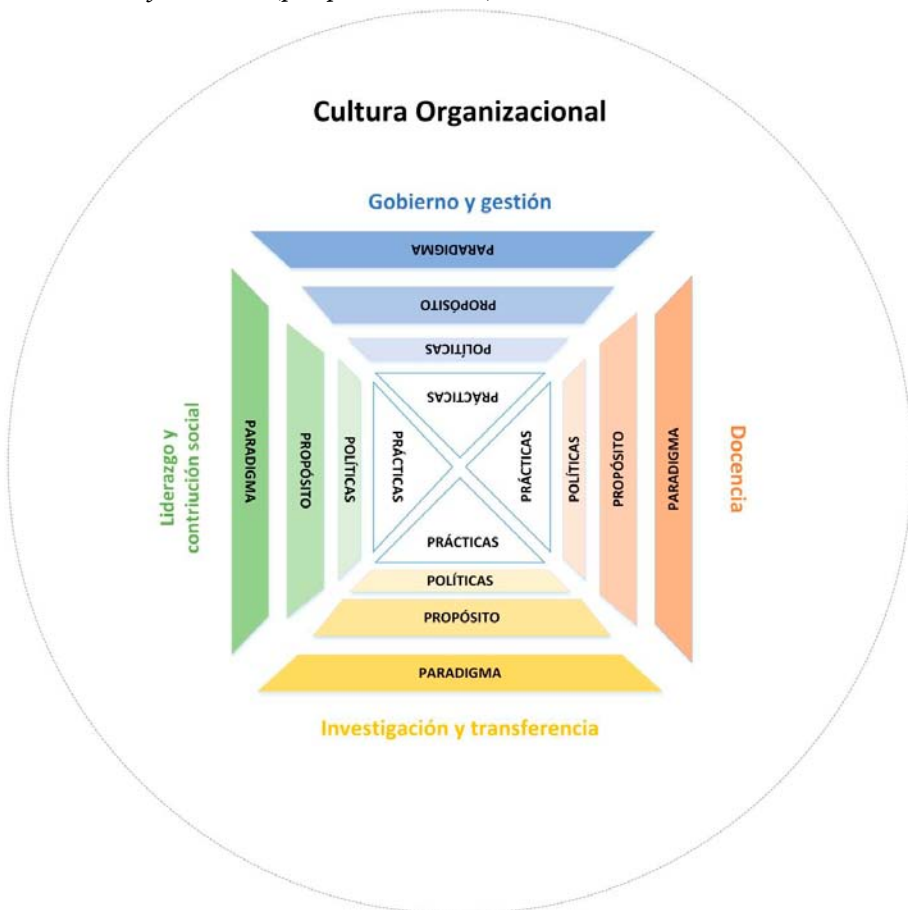 Cultura Organizacional
Gobierno y gestión
PARADIGMA
PROPÓSITO
POLÍTICAS
PRÁCTICAS
Liderazgo y
contriución social
PARADIGMA
PROPÓSITO
POLÍTICAS
PRÁCTICAS
PRÁCTICAS
POLÍTICAS
PROPÓSITO
PARADIGMA
Docencia
PRÁCTICAS
POLÍTICAS
PROPÓSITO
PARADIGMA
Investigación y transferencia